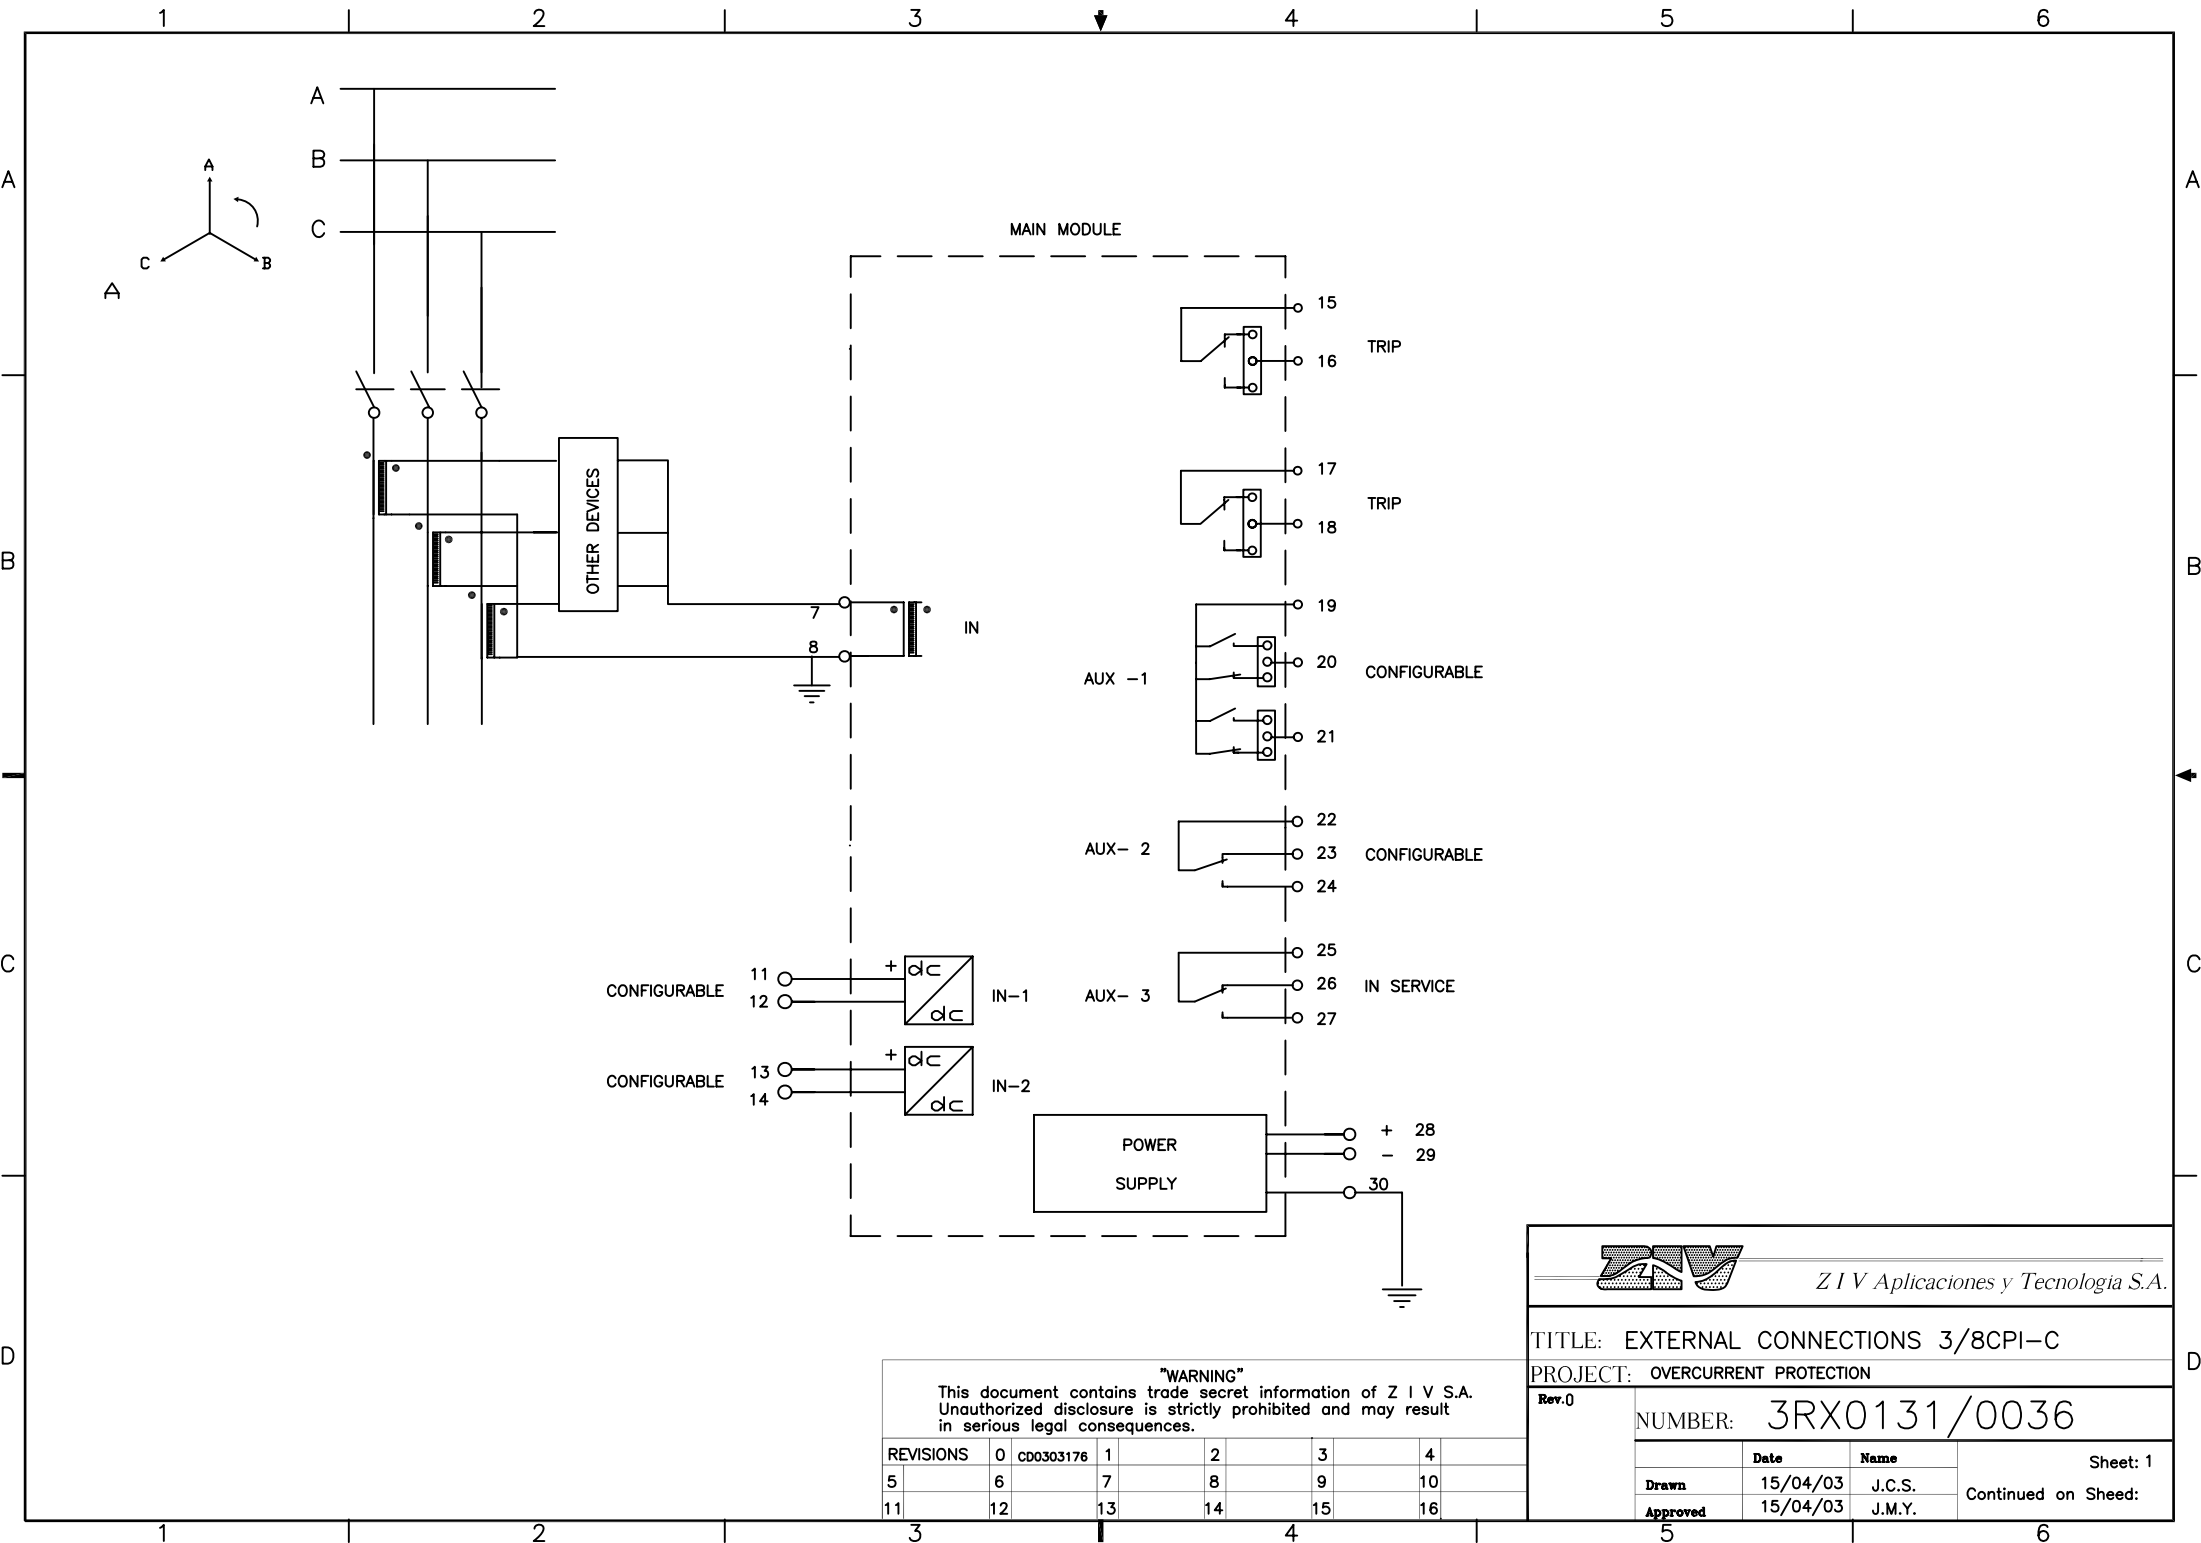 1 2 3 4 5 6
A
B
C
A
C B
A
A A
MAIN MODULE
15
16 TRIP
17
18 TRIP
B B
OTHER DEVICES
7
8
IN
19
20 CONFIGURABLE
AUX -1
21
22
AUX- 2 23 CONFIGURABLE
24
C C
CONFIGURABLE 11 + dc
12 dc IN-1
25
AUX- 3 26 IN SERVICE
27
CONFIGURABLE 13 + dc
14 dc IN-2
POWER
SUPPLY
+ 28
- 29
30
D D
ZIV
Z I V Aplicaciones y Tecnologia S.A.
TITLE: EXTERNAL CONNECTIONS 3/8CPI-C
PROJECT: OVERCURRENT PROTECTION
Rev.0
NUMBER: 3RX0131/0036
Date Name
Drawn 15/04/03 J.C.S.
Approved 15/04/03 J.M.Y.
Sheet: 1
Continued on Sheed:
"WARNING"
This document contains trade secret information of Z I V S.A.
Unauthorized disclosure is strictly prohibited and may result
in serious legal consequences.
REVISIONS 0 CD0303176 1 2 3 4
5 6 7 8 9 10
11 12 13 14 15 16
1 2 3 4 5 6